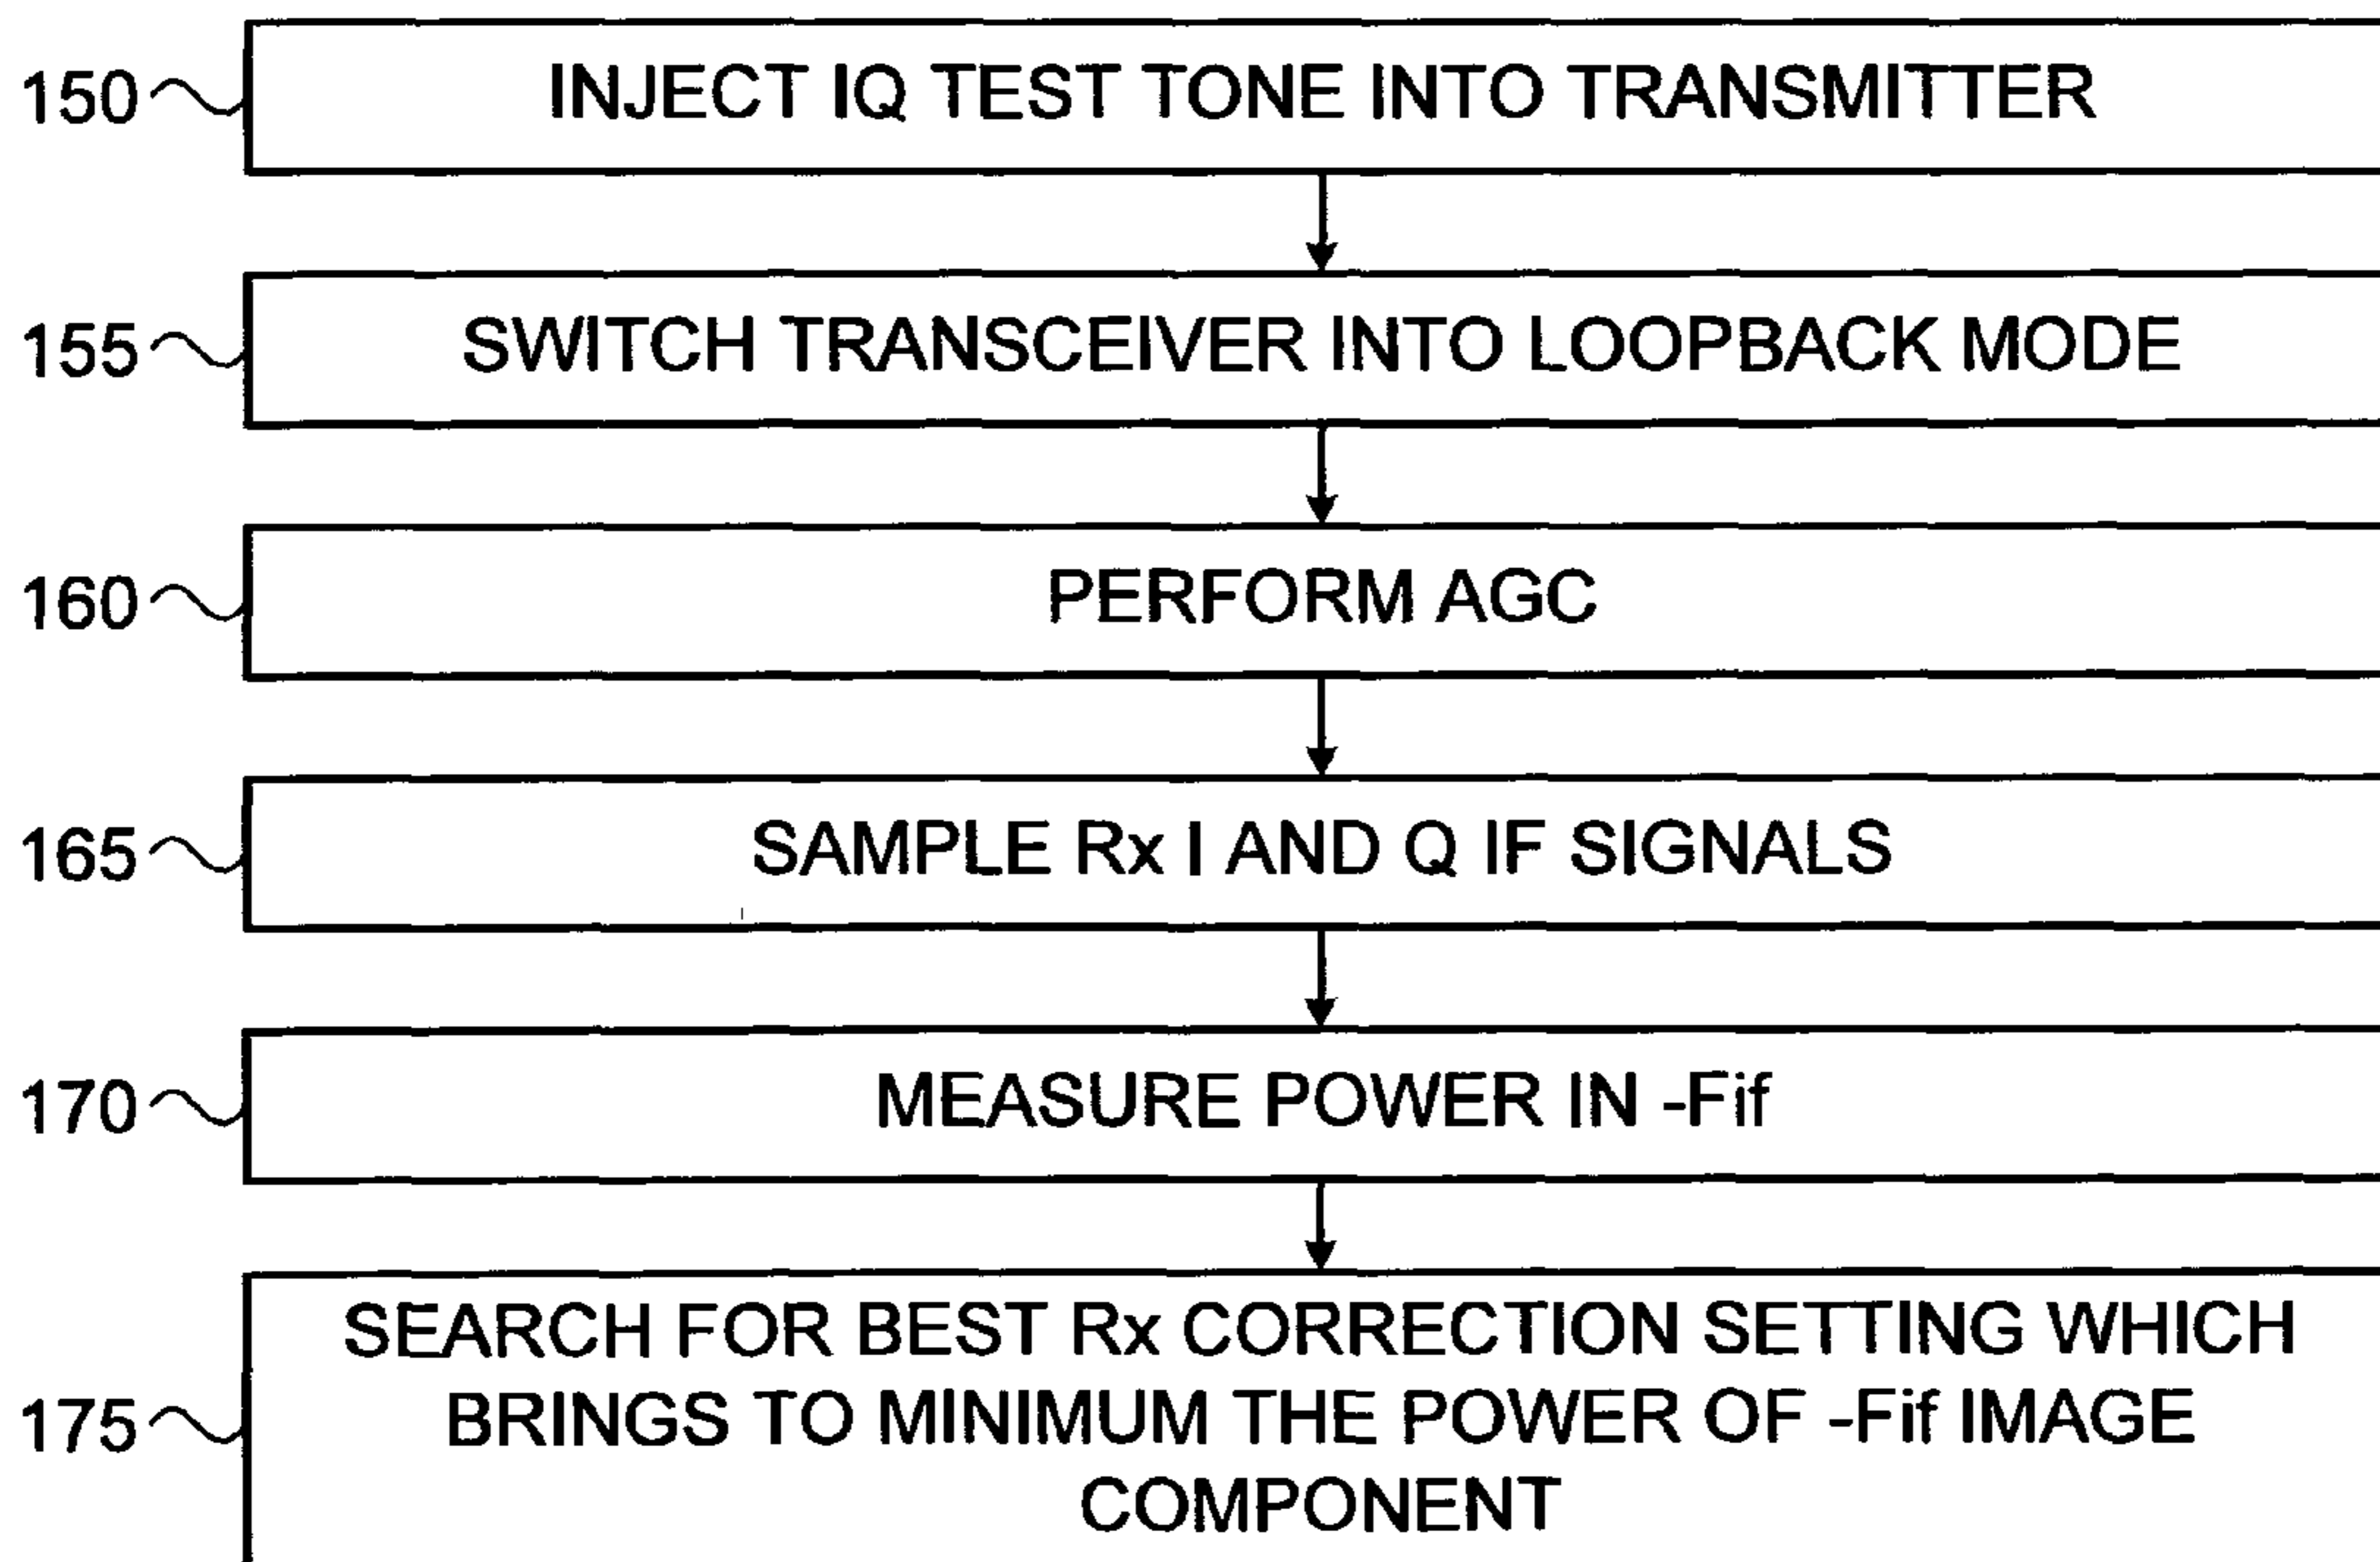 150 INJECT IQ TEST TONE INTO TRANSMITTER
155 SWITCH TRANSCEIVER INTO LOOPBACK MODE
160 PERFORM AGC
165 SAMPLE Rx I AND Q IF SIGNALS
170 MEASURE POWER IN -Fif
SEARCH FOR BEST Rx CORRECTION SETTING WHICH
175 BRINGS TO MINIMUM THE POWER OF -Fif IMAGE
COMPONENT